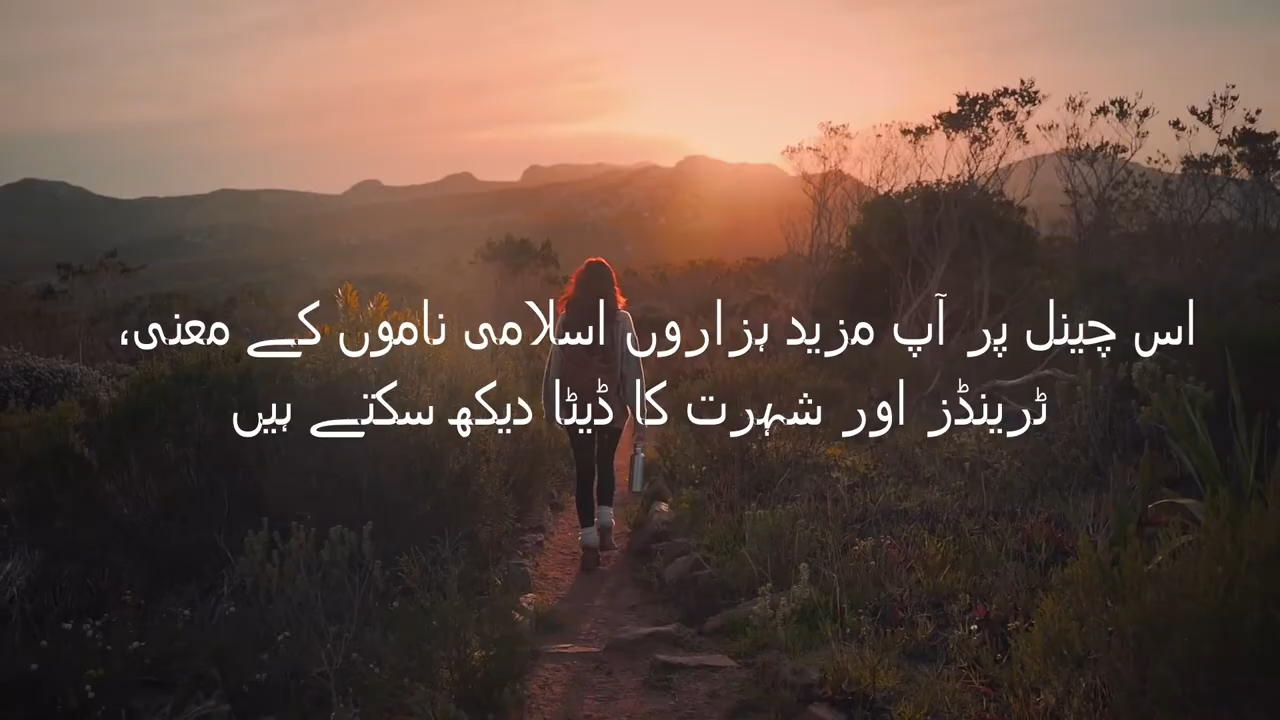 اس چینل پر آپ مزید ہزاروں اسلامی ناموں کے معنی،
ٹرینڈز اور شہرت کا ڈیٹا دیکھ سکتے ہیں